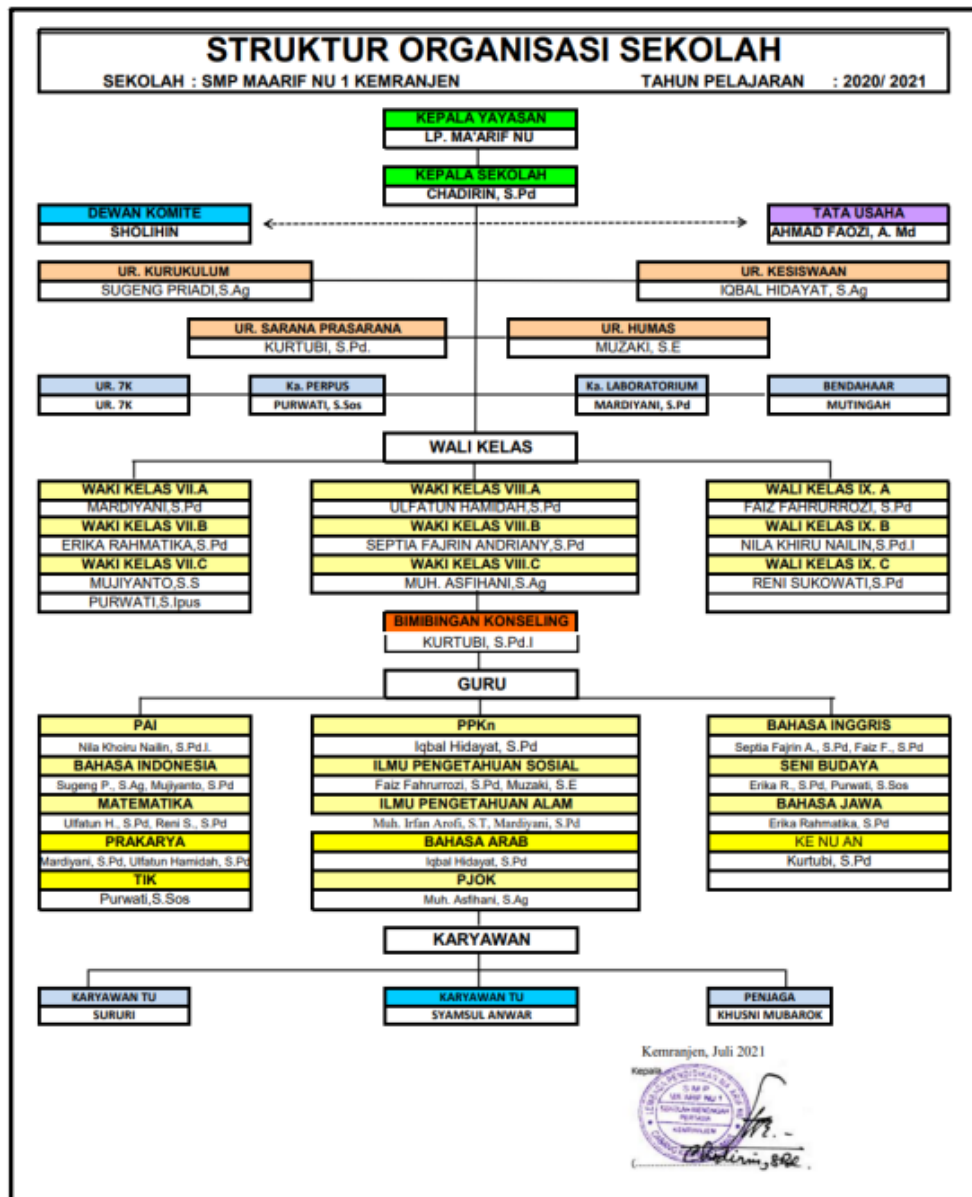 STRUKTUR ORGANISASI SEKOLAH
SEKOLAH : SMP MAARIF NU 1 KEMRANJEN TAHUN PELAJARAN : 2020/ 2021
KEPALA YAYASAN
LP. MA'ARIF NU
KEPALA SEKOLAH
CHADIRIN, S.Pd
DEWAN KOMITE
SHOLIHIN
TATA USAHA
AHMAD FAOZI, A. Md
UR. KURUKULUM
SUGENG PRIADI,S.Ag
UR. KESISWAAN
IQBAL HIDAYAT, S.Ag
UR. SARANA PRASARANA
KURTUBI, S.Pd.
UR. HUMAS
MUZAKI, S.E
UR. 7K
UR. 7K
Ka. PERPUS
PURWATI, S.Sos
Ka. LABORATORIUM
MARDIYANI, S.Pd
BENDAHAAR
MUTINGAH
WALI KELAS
WAKI KELAS VII.A
MARDIYANI,S.Pd
WAKI KELAS VII.B
ERIKA RAHMATIKA,S.Pd
WAKI KELAS VII.C
MUJIYANTO,S.S
PURWATI,S.Ipus
WAKI KELAS VIII.A
ULFATUN HAMIDAH,S.Pd
WAKI KELAS VIII.B
SEPTIA FAJRIN ANDRIANY,S.Pd
WAKI KELAS VIII.C
MUH. ASFIHANI,S.Ag
WALI KELAS IX. A
FAIZ FAHRURROZI, S.Pd
WALI KELAS IX. B
NILA KHIRU NAILIN,S.Pd.I
WALI KELAS IX. C
RENI SUKOWATI,S.Pd
BIMIBINGAN KONSELING
KURTUBI, S.Pd.I
GURU
PAI
Nila Khoiru Nailin, S.Pd.I.
BAHASA INDONESIA
Sugeng P., S.Ag, Mujiyanto, S.Pd
MATEMATIKA
Ulfatun H., S.Pd, Reni S., S.Pd
PRAKARYA
Mardiyani, S.Pd, Ulfatun Hamidah, S.Pd
TIK
Purwati,S.Sos
PPKn
Iqbal Hidayat, S.Pd
ILMU PENGETAHUAN SOSIAL
Faiz Fahrurrozi, S.Pd, Muzaki, S.E
ILMU PENGETAHUAN ALAM
Muh. Irfan Arofi, S.T, Mardiyani, S.Pd
BAHASA ARAB
Iqbal Hidayat, S.Pd
PJOK
Muh. Asfihani, S.Ag
BAHASA INGGRIS
Septia Fajrin A., S.Pd, Faiz F., S.Pd
SENI BUDAYA
Erika R., S.Pd, Purwati, S.Sos
BAHASA JAWA
Erika Rahmatika, S.Pd
KE NU AN
Kurtubi, S.Pd
KARYAWAN
KARYAWAN TU
SURURI
KARYAWAN TU
SYAMSUL ANWAR
PENJAGA
KHUSNI MUBAROK
Kemranjen, Juli 2021
Kepala
SMP
MA'ARIF NU 1
SEKOLAH MENENGAH
PERTAMA
KEMRANJEN